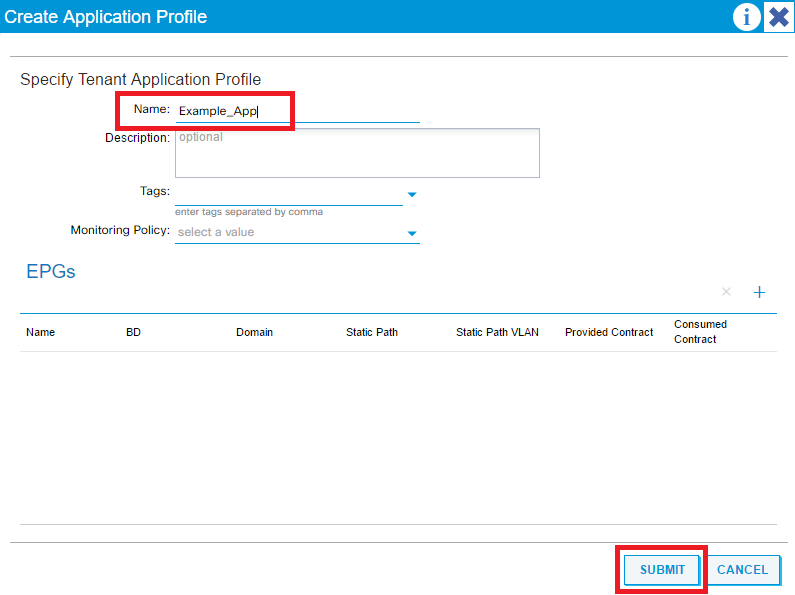 Create Application Profile
Specify Tenant Application Profile
Name: Example_App
Description: optional
Tags:
enter tags separated by comma
Monitoring Policy: select a value
EPGs
Name BD Domain Static Path Static Path VLAN Provided Contract Consumed Contract
SUBMIT CANCEL